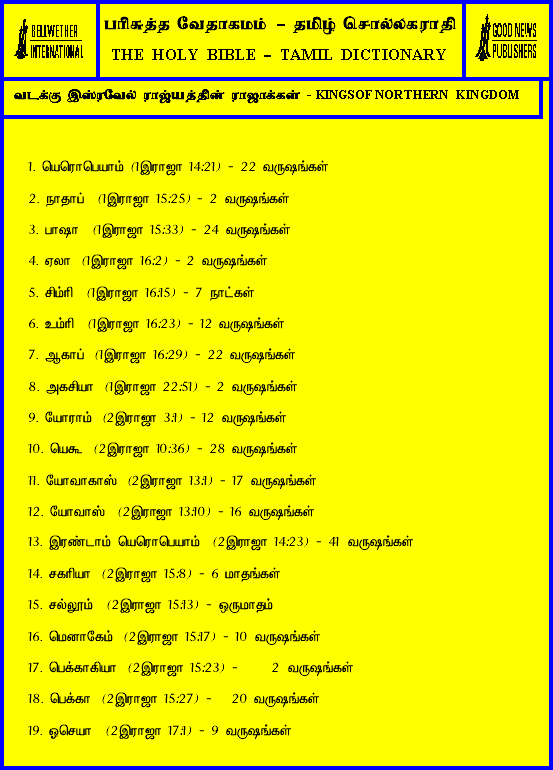 BELLWETHER
INTERNATIONAL
பரிசுத்த வேதாகமம் – தமிழ் சொல்லகராதி
THE HOLY BIBLE – TAMIL DICTIONARY
GOOD NEWS
PUBLISHERS
வடக்கு இஸ்ரவேல் ராஜ்யத்தின் ராஜாக்கள் - KINGS OF NORTHERN KINGDOM
1. யெரொபெயாம் (1இராஜா 14:21) - 22 வருஷங்கள்
2. நாதாப் (1இராஜா 15:25) - 2 வருஷங்கள்
3. பாஷா (1இராஜா 15:33) - 24 வருஷங்கள்
4. ஏலா (1இராஜா 16:2) - 2 வருஷங்கள்
5. சிம்ரி (1இராஜா 16:15) - 7 நாட்கள்
6. உம்ரி (1இராஜா 16:23) - 12 வருஷங்கள்
7. ஆகாப் (1இராஜா 16:29) - 22 வருஷங்கள்
8. அகசியா (1இராஜா 22:51) - 2 வருஷங்கள்
9. யோராம் (2இராஜா 3:1) - 12 வருஷங்கள்
10. யெகூ (2இராஜா 10:36) - 28 வருஷங்கள்
11. யோவாகாஸ் (2இராஜா 13:1) - 17 வருஷங்கள்
12. யோவாஸ் (2இராஜா 13:10) - 16 வருஷங்கள்
13. இரண்டாம் யெரொபெயாம் (2இராஜா 14:23) - 41 வருஷங்கள்
14. சகரியா (2இராஜா 15:8) - 6 மாதங்கள்
15. சல்லூம் (2இராஜா 15:13) - ஒருமாதம்
16. மெனாகேம் (2இராஜா 15:17) - 10 வருஷங்கள்
17. பெக்காகியா (2இராஜா 15:23) - 2 வருஷங்கள்
18. பெக்கா (2இராஜா 15:27) - 20 வருஷங்கள்
19. ஓசெயா (2இராஜா 17:1) - 9 வருஷங்கள்